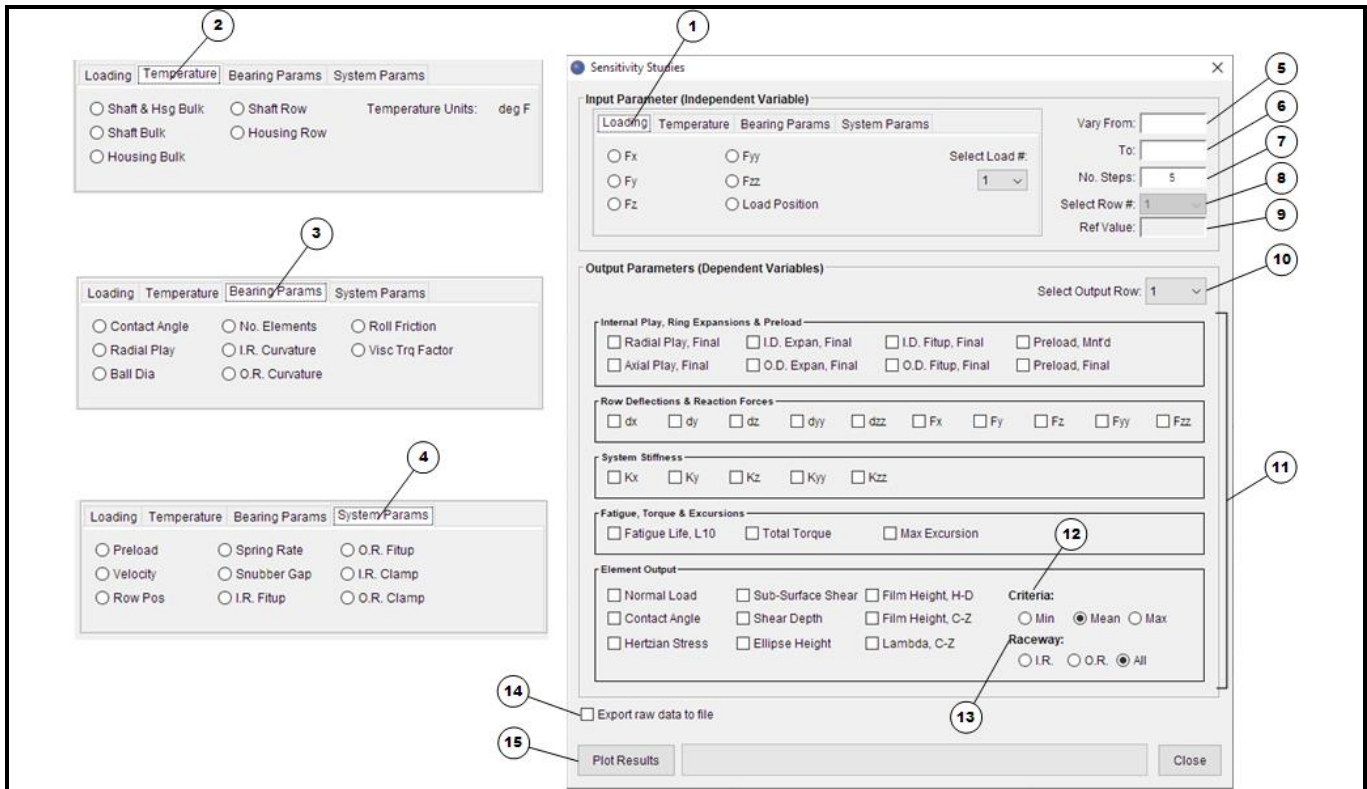 2
Loading Temperature Bearing Params System Params
Shaft & Hsg Bulk Shaft Row Temperature Units: deg F
Shaft Bulk Housing Row
Housing Bulk
3
Loading Temperature Bearing Params System Params
Contact Angle No. Elements Roll Friction
Radial Play I.R. Curvature Visc Trq Factor
Ball Dia O.R. Curvature
4
Loading Temperature Bearing Params System Params
Preload Spring Rate O.R. Fitup
Velocity Snubber Gap I.R. Clamp
Row Pos I.R. Fitup O.R. Clamp
1
Sensitivity Studies
Input Parameter (Independent Variable)
Loading Temperature Bearing Params System Params
Fx Fyy Select Load #:
Fy Fzz 1
Fz Load Position
Vary From: 5
To: 6
No. Steps: 5 7
Select Row #: 1 8
Ref Value: 9
Output Parameters (Dependent Variables) 10
Select Output Row: 1
Internal Play, Ring Expansions & Preload
Radial Play, Final I.D. Expan, Final I.D. Fitup, Final Preload, Mnt'd
Axial Play, Final O.D. Expan, Final O.D. Fitup, Final Preload, Final
Row Deflections & Reaction Forces
dx dy dz dyy dzz Fx Fy Fz Fyy Fzz
System Stiffness
Kx Ky Kz Kyy Kzz
11
Fatigue, Torque & Excursions
Fatigue Life, L10 Total Torque Max Excursion
12
Element Output
Normal Load Sub-Surface Shear Film Height, H-D Criteria:
Contact Angle Shear Depth Film Height, C-Z Min Mean Max
Hertzian Stress Ellipse Height Lambda, C-Z Raceway:
I.R. O.R. All
13
14
Export raw data to file
15
Plot Results Close